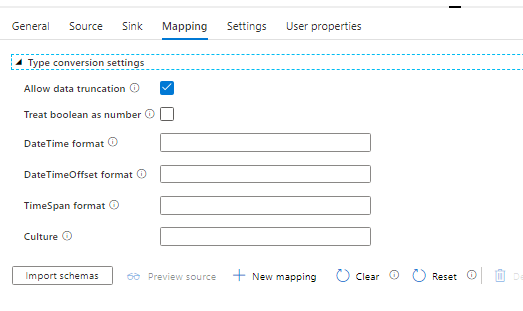 General Source Sink Mapping Settings User properties
Type conversion settings
Allow data truncation
Treat boolean as number
DateTime format
DateTimeOffset format
TimeSpan format
Culture
Import schemas Preview source New mapping Clear Reset